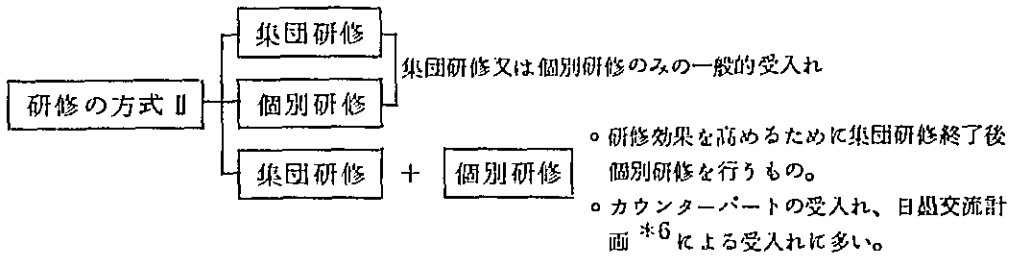 集団研修
集団研修又は個別研修のみの一般的受入れ
研修の方式 Ⅱ
個別研修
集団研修 + 個別研修
○ 研修効果を高めるために集団研修終了後
個別研修を行うもの。
○ カウンターパートの受入れ、日墨交流計
画 *6 による受入れに多い。